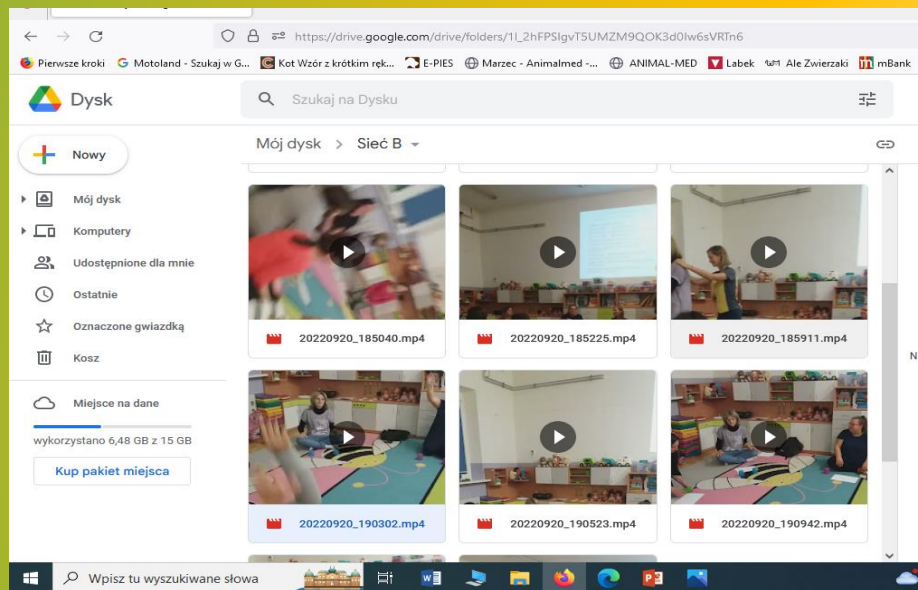 https://drive.google.com/drive/folders/1I_2hFPSIgvT5UMZM9QOK3d0Iw6sVRTn6
Pierwsze kroki G Motoland - Szukaj w G... Kot Wzór z krótkim ręk... E-PIES Marzec - Animalmed -... ANIMAL-MED Labek Ale Zwierzaki mBank
Dysk
Szukaj na Dysku
Mój dysk > Sieć B
Nowy
Mój dysk
Komputery
Udostępnione dla mnie
Ostatnie
Oznaczone gwiazdką
Kosz
Miejsce na dane
wykorzystano 6,48 GB z 15 GB
Kup pakiet miejsca
20220920_185040.mp4
20220920_185225.mp4
20220920_185911.mp4
N
20220920_190302.mp4
20220920_190523.mp4
20220920_190942.mp4
Wpisz tu wyszukiwane słowa